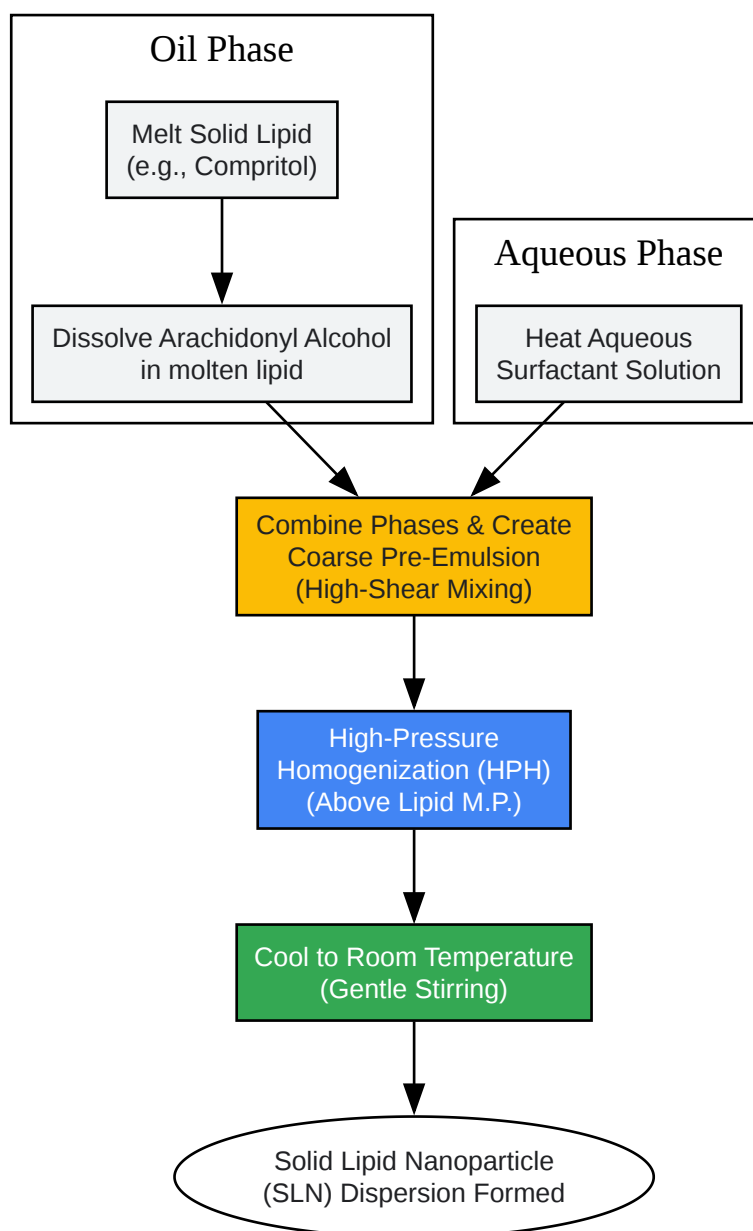 Oil Phase
Melt Solid Lipid
(e.g., Compritol)
Dissolve Arachidonyl Alcohol
in molten lipid
Aqueous Phase
Heat Aqueous
Surfactant Solution
Combine Phases & Create
Coarse Pre-Emulsion
(High-Shear Mixing)
High-Pressure
Homogenization (HPH)
(Above Lipid M.P.)
Cool to Room Temperature
(Gentle Stirring)
Solid Lipid Nanoparticle
(SLN) Dispersion Formed